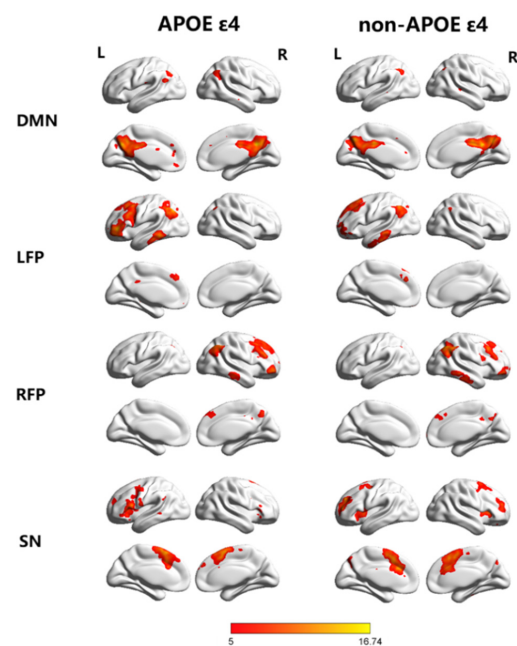 APOE ε4 non-APOE ε4
L R L R
DMN
LFP
RFP
SN
5 16.74